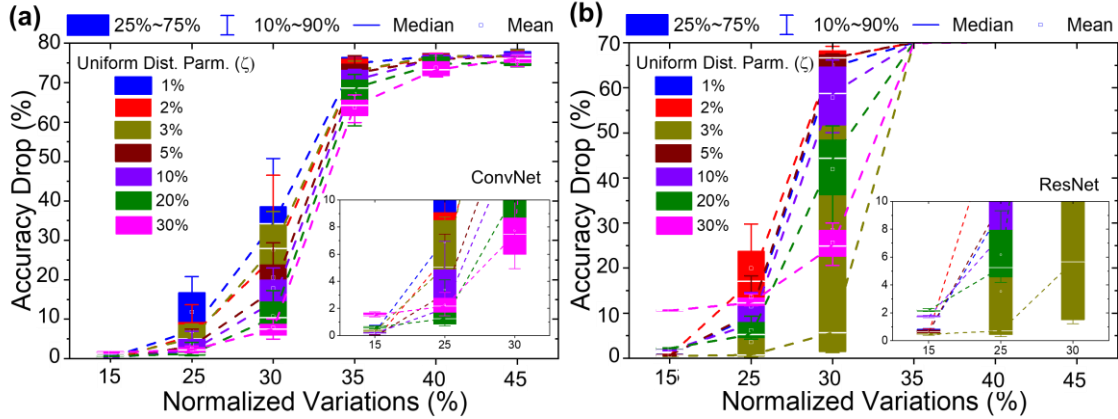 (a)
25%~75% 10%~90% Median Mean
80
70
60
50
40
30
20
10
0
Accuracy Drop (%)
Uniform Dist. Parm. (ζ)
1%
2%
3%
5%
10%
20%
30%
ConvNet
10
8
6
4
2
0
15 25 30
15 25 30 35 40 45
Normalized Variations (%)
(b)
25%~75% 10%~90% Median Mean
70
60
50
40
30
20
10
0
Accuracy Drop (%)
Uniform Dist. Parm. (ζ)
1%
2%
3%
5%
10%
20%
30%
ResNet
10
8
6
4
2
0
15 25 30
15 25 30 35 40 45
Normalized Variations (%)